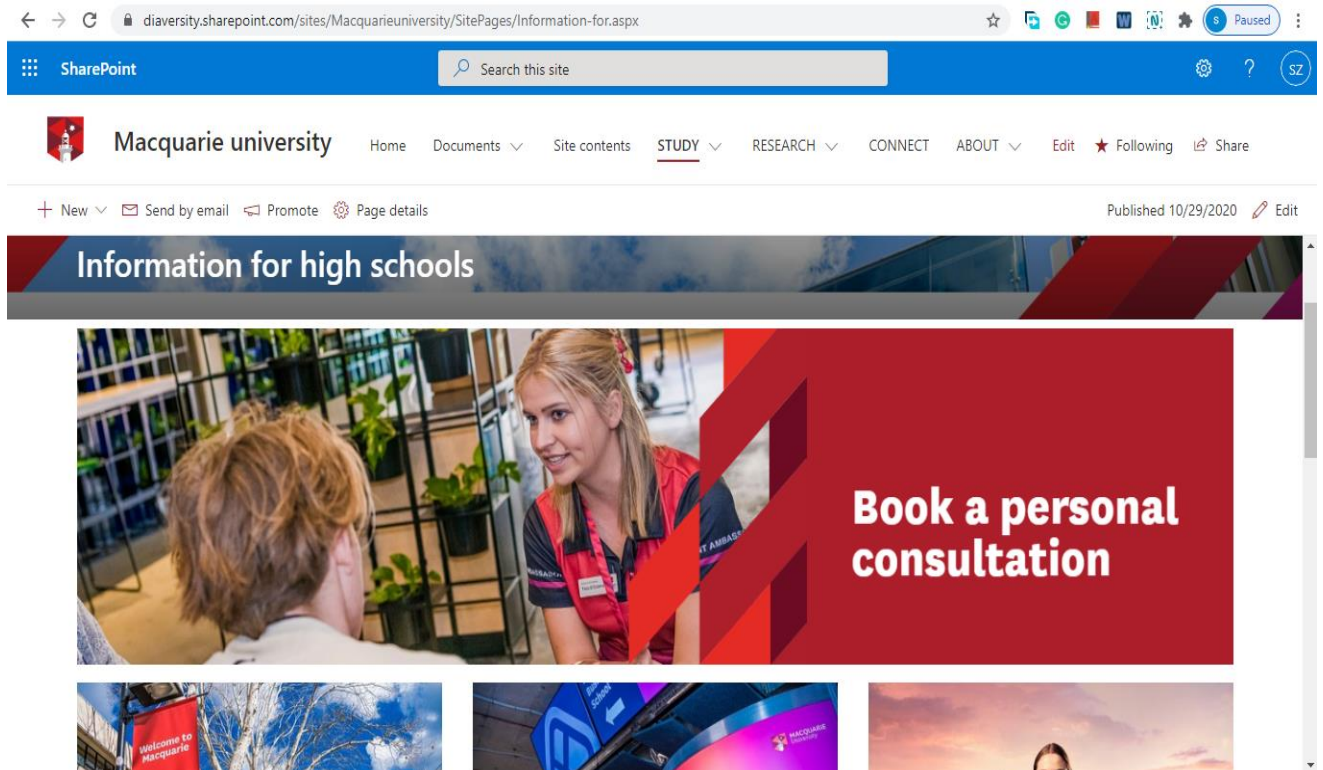 diaversity.sharepoint.com/sites/Macquarieuniversity/SitePages/Information-for.aspx
S Paused
SharePoint
Search this site
? SZ
Macquarie university Home Documents Site contents STUDY RESEARCH CONNECT ABOUT Edit Following Share
New Send by email Promote Page details Published 10/29/2020 Edit
Information for high schools
Book a personal
consultation
Welcome to
Macquarie
School
MACQUARIE
University